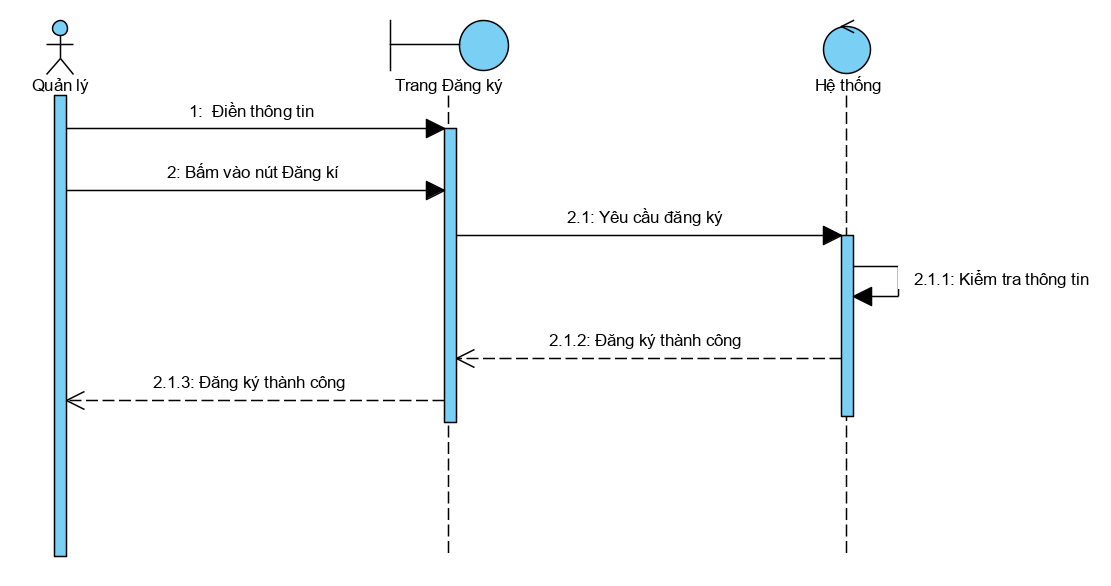 Quản lý
Trang Đăng ký
Hệ thống
1: Điền thông tin
2: Bấm vào nút Đăng kí
2.1: Yêu cầu đăng ký
2.1.1: Kiểm tra thông tin
2.1.2: Đăng ký thành công
2.1.3: Đăng ký thành công